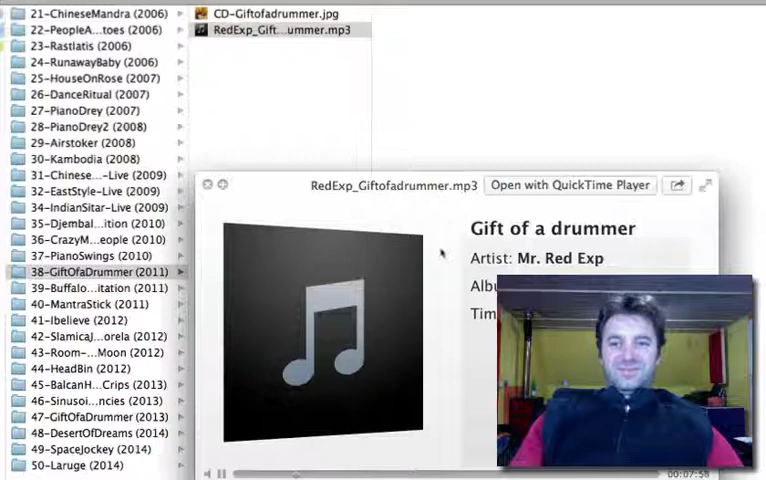 21-ChineseMandra (2006)
22-PeopleA...toes (2006)
23-Rastlatis (2006)
24-RunawayBaby (2006)
25-HouseOnRose (2007)
26-DanceRitual (2007)
27-PianoDrey (2007)
28-PianoDrey2 (2008)
29-Airstoker (2008)
30-Kambodia (2008)
31-Chinese...-Live (2009)
32-EastStyle-Live (2009)
34-IndianSitar-Live (2009)
35-Djembal...ition (2010)
36-CrazyM...eople (2010)
37-PianoSwings (2010)
38-GiftOfaDrummer (2011)
39-Buffalo...itation (2011)
40-MantraStick (2011)
41-Ibelieve (2012)
42-SlamicaJ...orela (2012)
43-Room-...Moon (2012)
44-HeadBin (2012)
45-BalcanH...Crips (2013)
46-Sinusoi...ncies (2013)
47-GiftOfaDrummer (2013)
48-DesertOfDreams (2014)
49-SpaceJockey (2014)
50-Laruge (2014)
CD-Giftofadrummer.jpg
RedExp_Gift...ummer.mp3
RedExp_Giftofadrummer.mp3
Open with QuickTime Player
Gift of a drummer
Artist: Mr. Red Exp
Albu
Tim
00:07:58